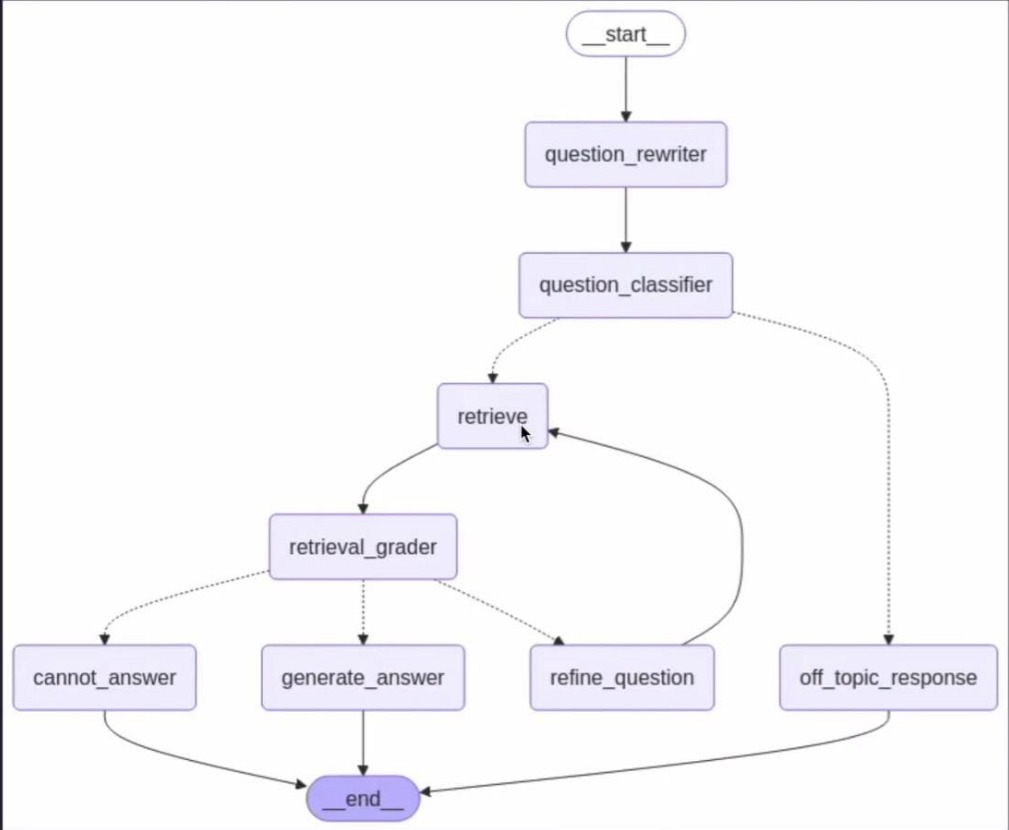 __start__
question_rewriter
question_classifier
retrieve
retrieval_grader
cannot_answer
generate_answer
refine_question
off_topic_response
__end__